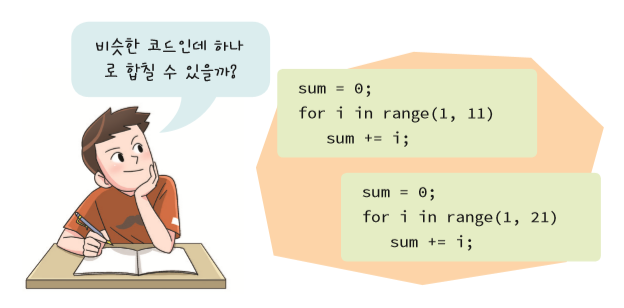 비슷한 코드인데 하나
로 합칠 수 있을까?
sum = 0;
for i in range(1, 11)
sum += i;
sum = 0;
for i in range(1, 21)
sum += i;